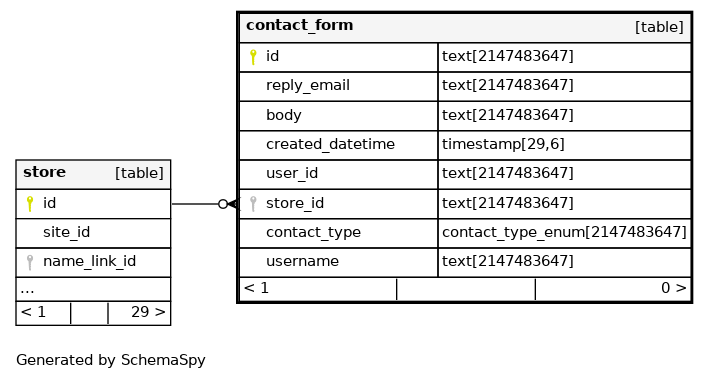 contact_form [table]
id text[2147483647]
reply_email text[2147483647]
body text[2147483647]
created_datetime timestamp[29,6]
user_id text[2147483647]
store_id text[2147483647]
contact_type contact_type_enum[2147483647]
username text[2147483647]
< 1 0 >
store [table]
id
site_id
name_link_id
...
< 1 29 >
Generated by SchemaSpy